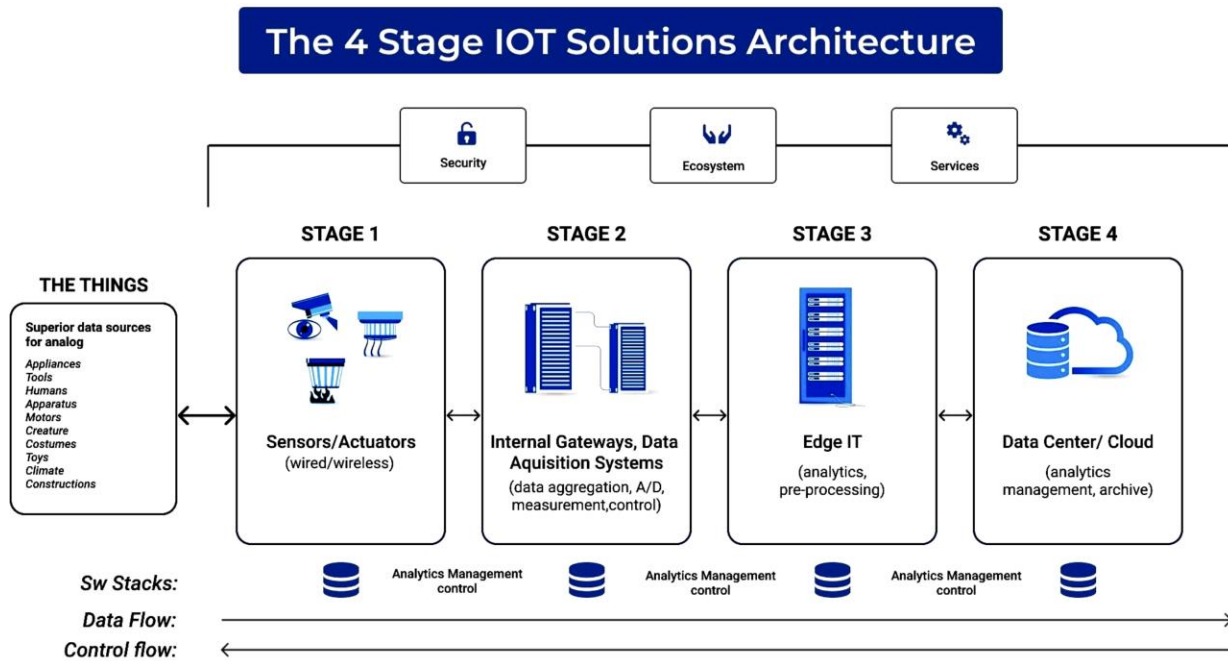 The 4 Stage IOT Solutions Architecture
Security
Ecosystem
Services
STAGE 1
STAGE 2
STAGE 3
STAGE 4
THE THINGS
Superior data sources
for analog
Appliances
Tools
Humans
Apparatus
Motors
Creature
Costumes
Toys
Climate
Constructions
Sensors/Actuators
(wired/wireless)
Internal Gateways, Data
Aquisition Systems
(data aggregation, A/D,
measurement,control)
Edge IT
(analytics,
pre-processing)
Data Center/ Cloud
(analytics
management, archive)
Sw Stacks:
Analytics Management
control
Analytics Management
control
Analytics Management
control
Data Flow:
Control flow: